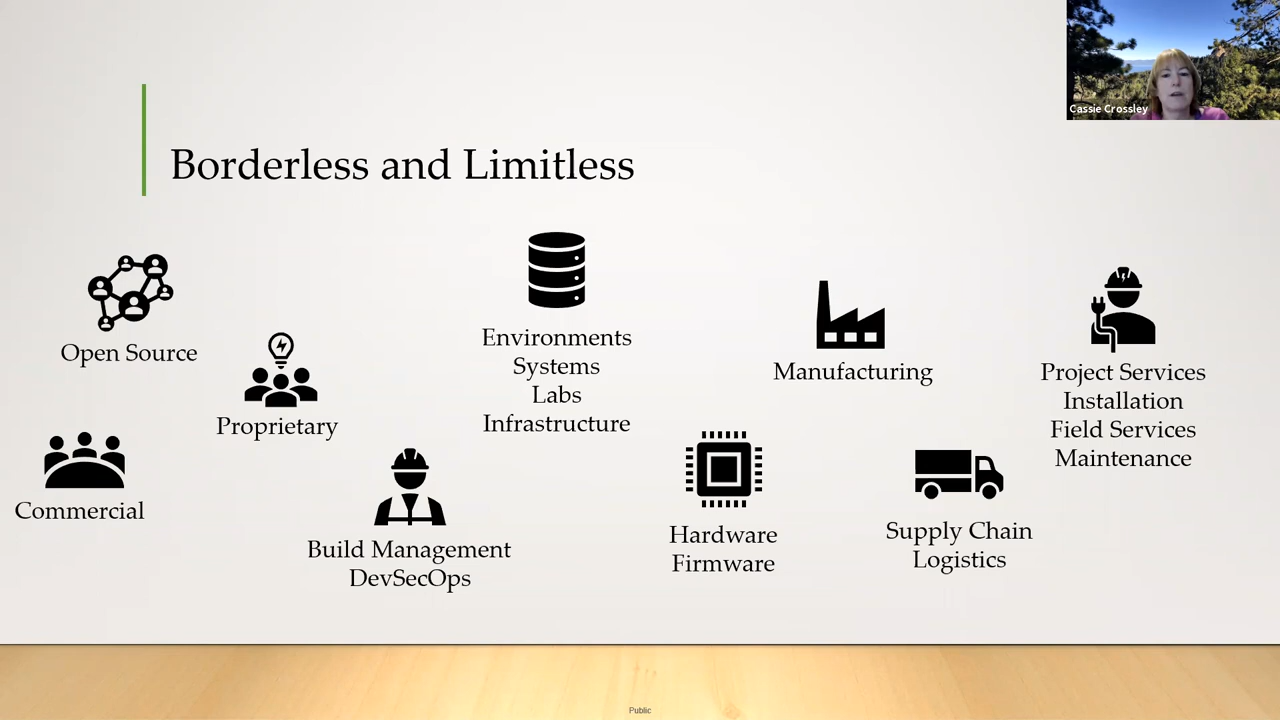 Cassie Crossley
Borderless and Limitless
Open Source
Proprietary
Commercial
Build Management
DevSecOps
Environments
Systems
Labs
Infrastructure
Hardware
Firmware
Manufacturing
Supply Chain
Logistics
Project Services
Installation
Field Services
Maintenance
Public